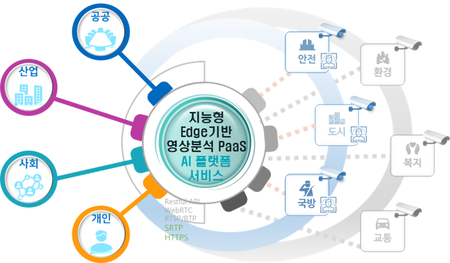 공공
산업
사회
개인
지능형
Edge기반
영상분석 PaaS
AI 플랫폼
서비스
Restful API
WebRTC
RTSP/RTP
SRTP
HTTPS
안전
환경
도시
복지
국방
교통